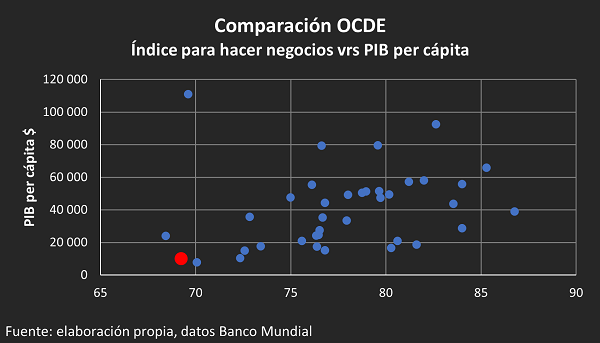 Comparación OCDE
Índice para hacer negocios vrs PIB per cápita
PIB per cápita $
120 000
100 000
80 000
60 000
40 000
20 000
0
65 70 75 80 85 90
Fuente: elaboración propia, datos Banco Mundial